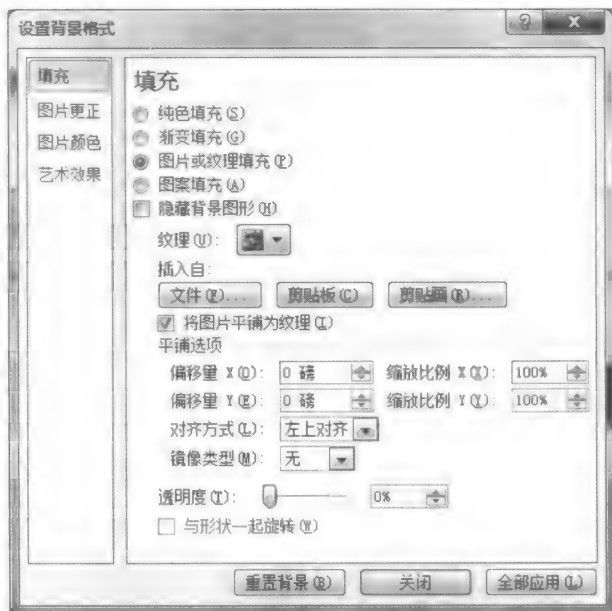 设置背景格式
填充
图片更正
图片颜色
艺术效果
填充
纯色填充(S)
渐变填充(G)
图片或纹理填充(P)
图案填充(A)
隐藏背景图形(H)
纹理(U):
插入自:
文件(F)... 剪贴板(C) 剪贴画(R)...
将图片平铺为纹理(I)
平铺选项
偏移量 X(O): 0 磅 缩放比例 X(X): 100%
偏移量 Y(E): 0 磅 缩放比例 Y(Y): 100%
对齐方式(L): 左上对齐
镜像类型(M): 无
透明度(T): 0%
与形状一起旋转(W)
重置背景(B) 关闭 全部应用(L)